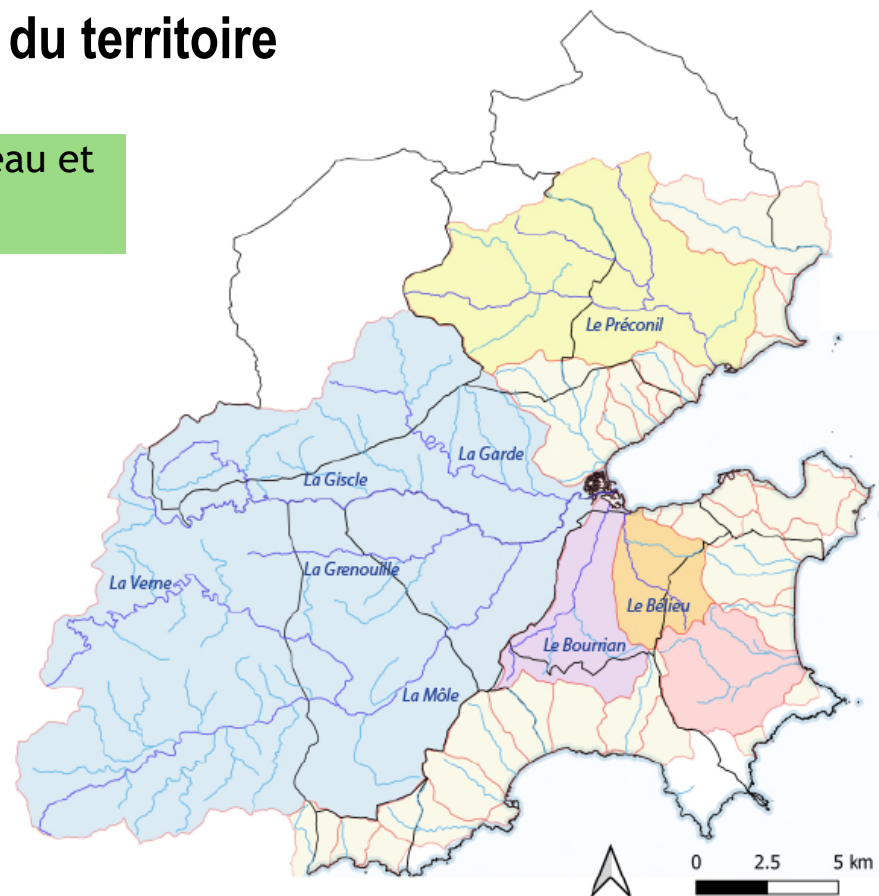 du territoire
eau et
Le Préconil
La Garde
La Giscle
La Grenouille
La Verne
Le Bélieu
Le Bourrian
La Môle
0 2.5 5 km